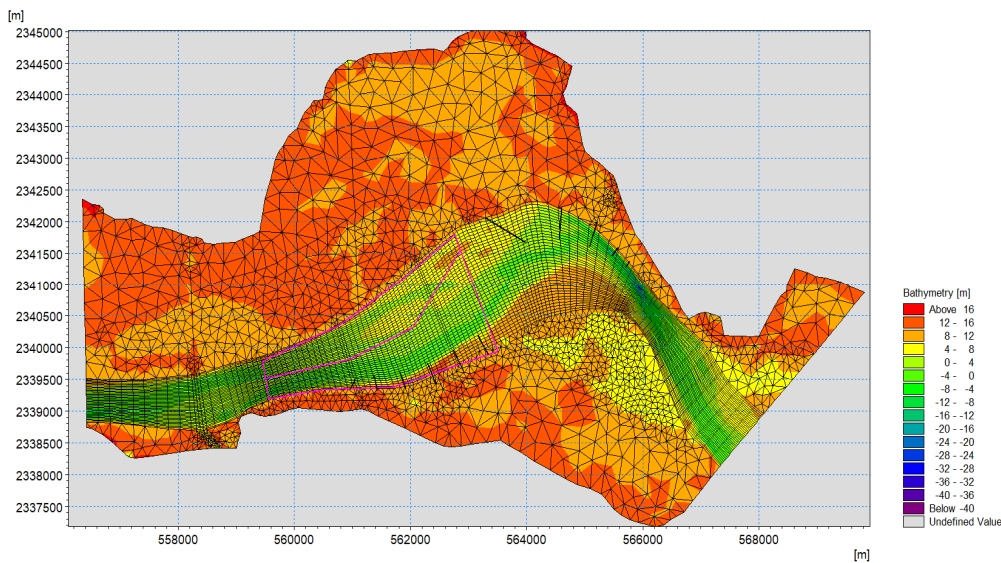 [m]
2345000
2344500
2344000
2343500
2343000
2342500
2342000
2341500
2341000
2340500
2340000
2339500
2339000
2338500
2338000
2337500
558000 560000 562000 564000 566000 568000
[m]
Bathymetry [m]
Above 16
12 - 16
8 - 12
4 - 8
0 - 4
-4 - 0
-8 - -4
-12 - -8
-16 - -12
-20 - -16
-24 - -20
-28 - -24
-32 - -28
-36 - -32
-40 - -36
Below -40
Undefined Value